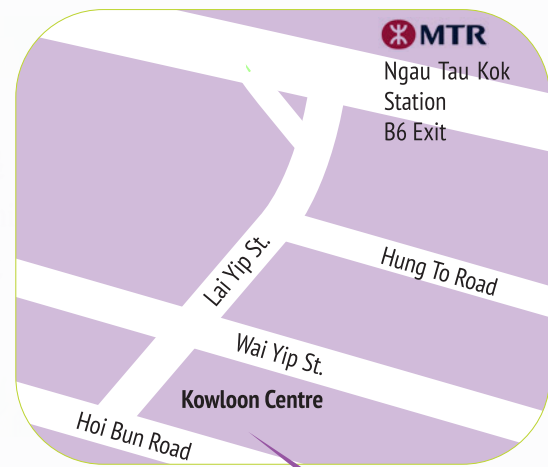 MTR
Ngau Tau Kok
Station
B6 Exit
Lai Yip St.
Hung To Road
Wai Yip St.
Kowloon Centre
Hoi Bun Road